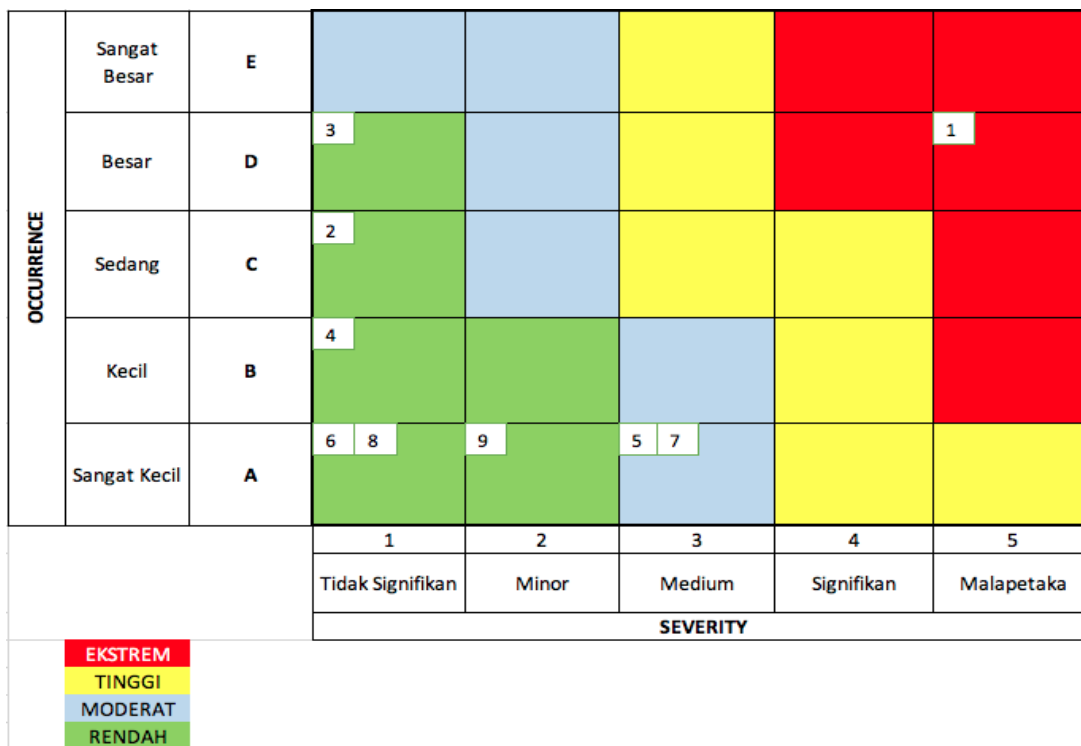 OCCURRENCE
Sangat
Besar
E
Besar
D
3
1
Sedang
C
2
Kecil
B
4
Sangat Kecil
A
6 8
9
5 7
1 2 3 4 5
Tidak Signifikan Minor Medium Signifikan Malapetaka
SEVERITY
EKSTREM
TINGGI
MODERAT
RENDAH